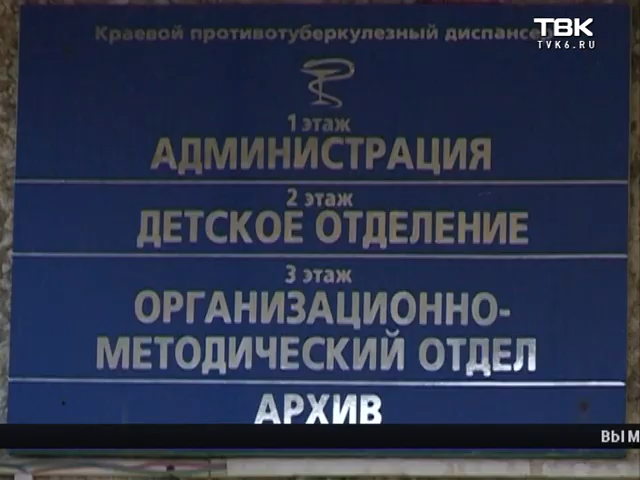 Краевой противотуберкулезный диспансер
ТВК
TVK6.RU
1 этаж
АДМИНИСТРАЦИЯ
2 этаж
ДЕТСКОЕ ОТДЕЛЕНИЕ
3 этаж
ОРГАНИЗАЦИОННО-
МЕТОДИЧЕСКИЙ ОТДЕЛ
АРХИВ
ВЫ М